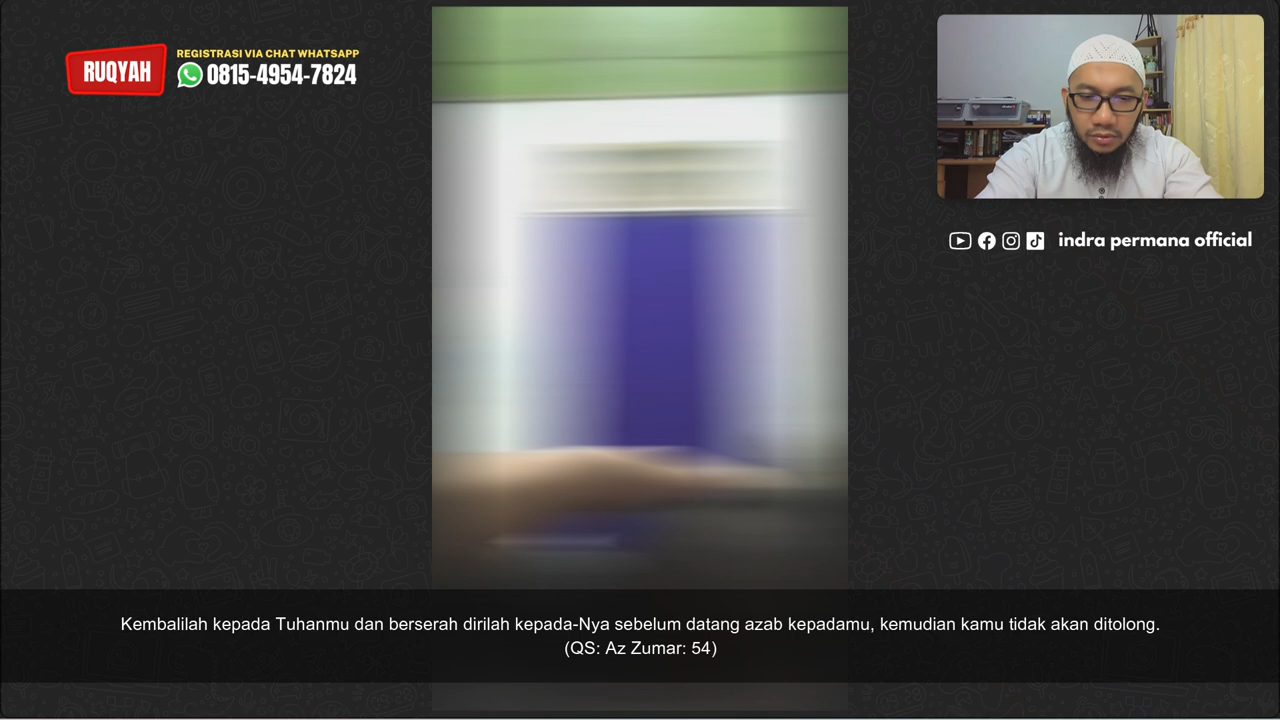 RUQYAH
REGISTRASI VIA CHAT WHATSAPP
0815-4954-7824
indra permana official
Kembalilah kepada Tuhanmu dan berserah dirilah kepada-Nya sebelum datang azab kepadamu, kemudian kamu tidak akan ditolong.
(QS: Az Zumar: 54)